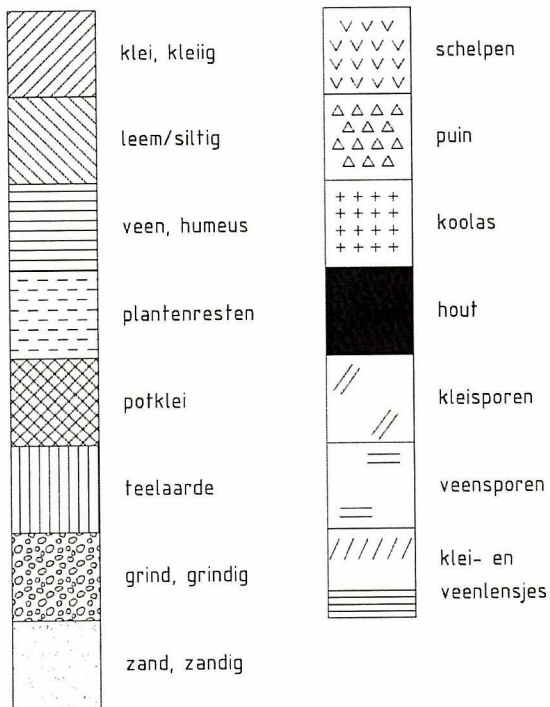 klei, kleiig
leem/siltig
veen, humeus
plantenresten
potklei
teelaarde
grind, grindig
zand, zandig
schelpen
puin
koolas
hout
kleisporen
veensporen
klei- en
veenlensjes